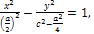 x²/(a/2)² − y²/(c² − a²/4) = 1,